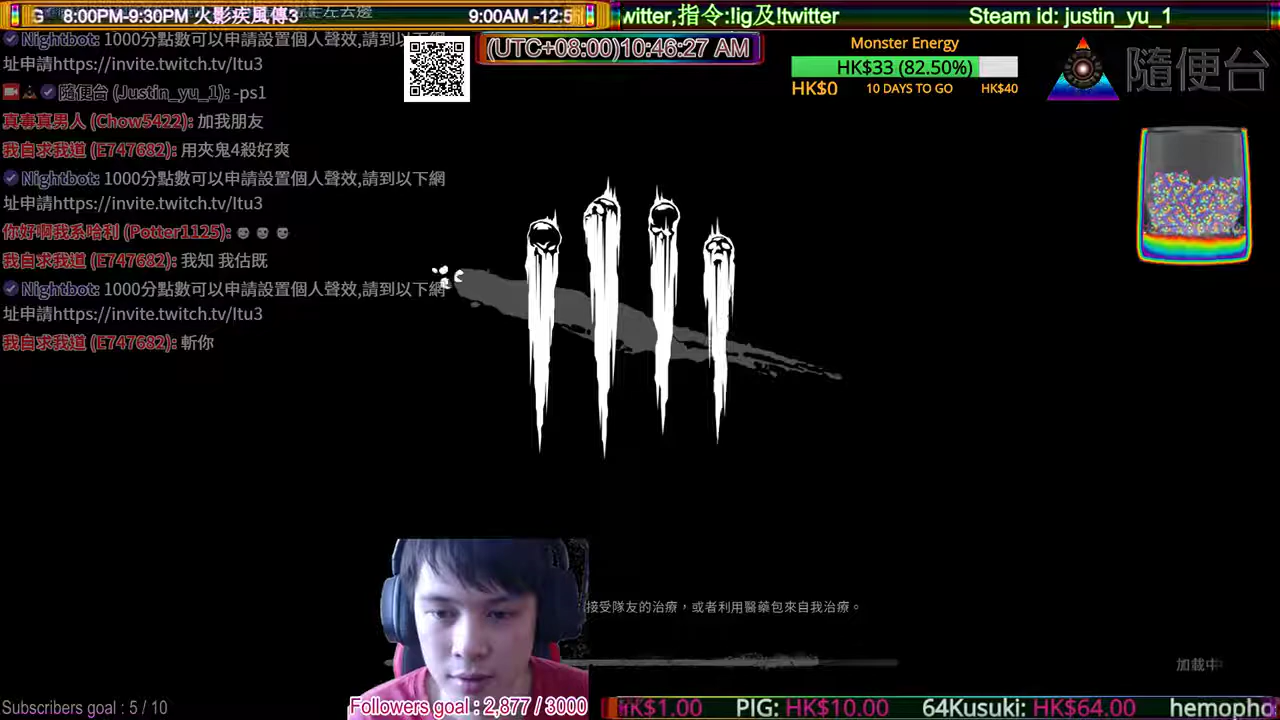 8:00PM-9:30PM 火影疾風傳3
9:00AM -12:5
witter,指令:!ig及!twitter
Steam id: justin_yu_1
Nightbot: 1000分點數可以申請設置個人聲效,請到以下網
址申請https://invite.twitch.tv/ltu3
隨便台 (Justin_yu_1): -ps1
真毒真男人 (Chow5422): 加我朋友
我自求我道 (E747682): 用夾鬼4殺好爽
Nightbot: 1000分點數可以申請設置個人聲效,請到以下網
址申請https://invite.twitch.tv/ltu3
你好啊我系哈利 (Potter1125):
我自求我道 (E747682): 我知 我估既
Nightbot: 1000分點數可以申請設置個人聲效,請到以下網
址申請https://invite.twitch.tv/ltu3
我自求我道 (E747682): 斬你
(UTC+08:00)10:46:27 AM
Monster Energy
HK$33 (82.50%)
HK$0 10 DAYS TO GO HK$40
隨便台
接受隊友的治療，或者利用醫藥包來自我治療。
加載中
Subscribers goal : 5 / 10
Followers goal : 2,877 / 3000
HK$1.00 PIG: HK$10.00 64Kusuki: HK$64.00 hemopho